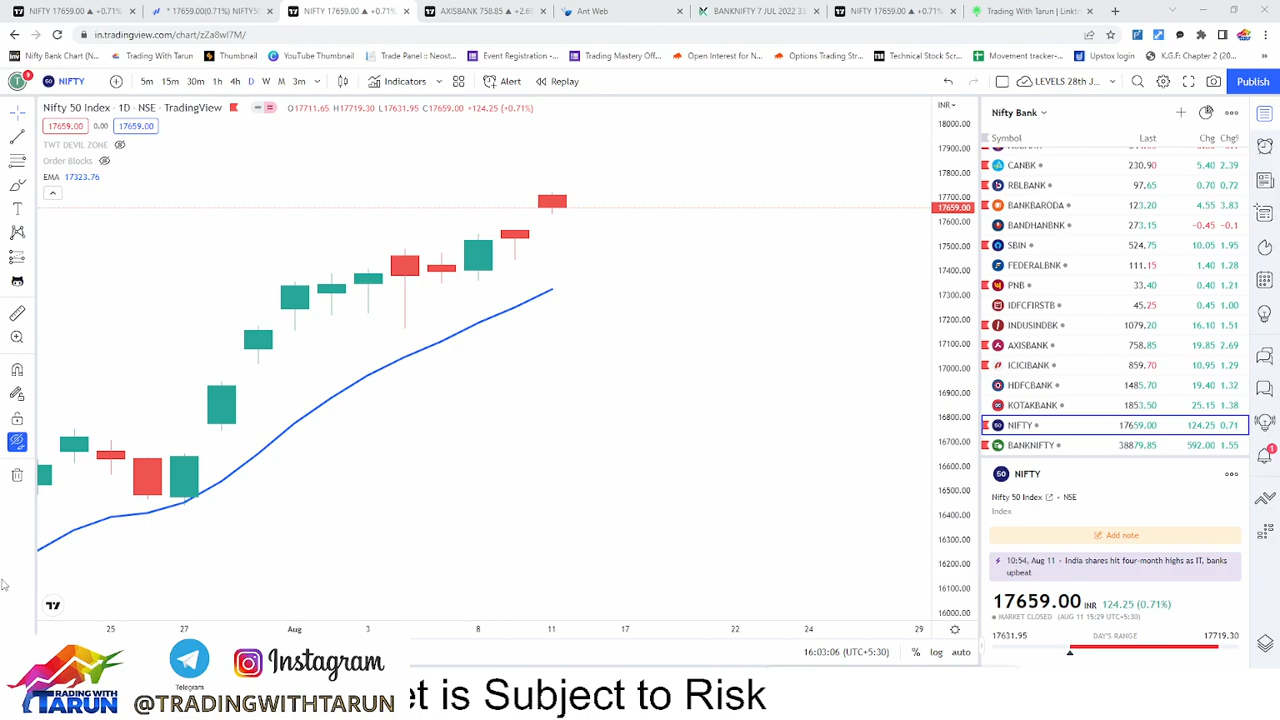 NIFTY 17659.00 ▲ +0.71%
* 17659.00(0.71%) NIFTY50
NIFTY 17659.00 ▲ +0.71%
AXISBANK 758.85 ▲ +2.69
Ant Web
BANKNIFTY 7 JUL 2022 33
NIFTY 17659.00 ▲ +0.71%
Trading With Tarun | Linkt
in.tradingview.com/chart/zZa8wI7M/
Nifty Bank Chart (N...
Trading With Tarun
Thumbnail
YouTube Thumbnail
Trade Panel :: Neost...
Event Registration -...
Trading Mastery Off...
Open Interest for N...
Options Trading Str...
Technical Stock Scr...
Movement tracker-...
Upstox login
K.G.F: Chapter 2 (20...
T 9 50 NIFTY 5m 15m 30m 1h 4h D W M 3m Indicators Alert Replay LEVELS 28th J... Publish
Nifty 50 Index · 1D · NSE · TradingView O17711.65 H17719.30 L17631.95 C17659.00 +124.25 (+0.71%)
17659.00 0.00 17659.00
TWT DEVIL ZONE
Order Blocks
EMA 17323.76
INR
18000.00
17900.00
17800.00
17700.00
17659.00
17600.00
17500.00
17400.00
17300.00
17200.00
17100.00
17000.00
16900.00
16800.00
16700.00
16600.00
16500.00
16400.00
16300.00
16200.00
16100.00
16000.00
25 27 Aug 3 8 11 17 22 24 29
16:03:06 (UTC+5:30) % log auto
Nifty Bank
Symbol Last Chg Chg%
CANBK 230.90 5.40 2.39
RBLBANK 97.65 0.70 0.72
BANKBARODA 123.20 4.55 3.83
BANDHANBNK 273.15 -0.45 -0.1
SBIN 524.75 10.05 1.95
FEDERALBNK 111.15 1.40 1.28
PNB 33.40 0.40 1.21
IDFCFIRSTB 45.25 0.45 1.00
INDUSINDBK 1079.20 16.10 1.51
AXISBANK 758.85 19.85 2.69
ICICIBANK 859.70 10.95 1.29
HDFCBANK 1485.70 19.40 1.32
KOTAKBANK 1853.50 25.15 1.38
50 NIFTY 17659.00 124.25 0.71
BANKNIFTY 38879.85 592.00 1.55
50 NIFTY
Nifty 50 Index · NSE
Index
Add note
10:54, Aug 11 · India shares hit four-month highs as IT, banks
upbeat
17659.00 INR 124.25 (0.71%)
MARKET CLOSED (AUG 11 15:29 UTC+5:30)
17631.95 DAY'S RANGE 17719.30
1
TRADING WITH
TARUN
Telegram
Instagram
@TRADINGWITHTARUN
et is Subject to Risk